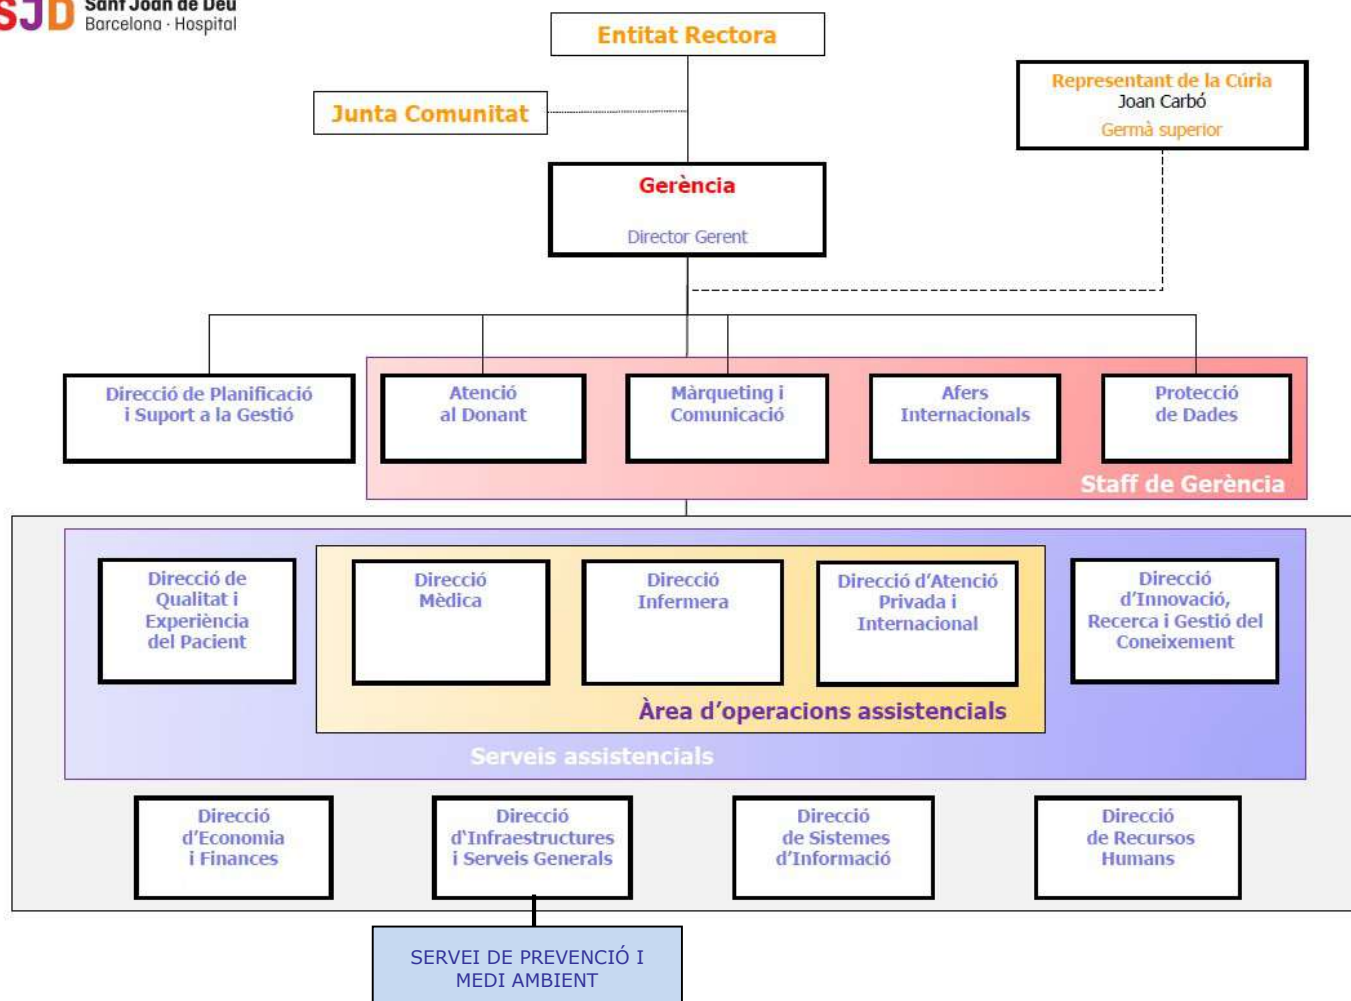 SJD Sant Joan de Déu
Barcelona · Hospital
Entitat Rectora
Junta Comunitat
Representant de la Cúria
Joan Carbó
Germà superior
Gerència
Director Gerent
Direcció de Planificació
i Suport a la Gestió
Atenció
al Donant
Màrqueting i
Comunicació
Afers
Internacionals
Protecció
de Dades
Staff de Gerència
Direcció de
Qualitat i
Experiència
del Pacient
Direcció
Mèdica
Direcció
Infermera
Direcció d'Atenció
Privada i
Internacional
Direcció
d'Innovació,
Recerca i Gestió del
Coneixement
Àrea d'operacions assistencials
Serveis assistencials
Direcció
d'Economia
i Finances
Direcció
d'Infraestructures
i Serveis Generals
Direcció
de Sistemes
d'Informació
Direcció
de Recursos
Humans
SERVEI DE PREVENCIÓ I
MEDI AMBIENT